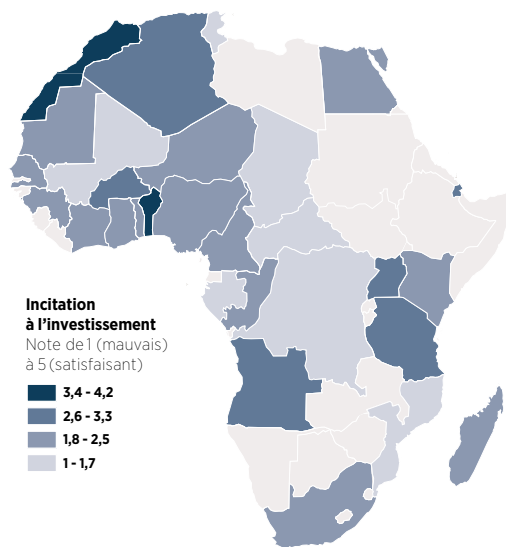 Incitation
à l'investissement
Note de 1 (mauvais)
à 5 (satisfaisant)
3,4 - 4,2
2,6 - 3,3
1,8 - 2,5
1 - 1,7